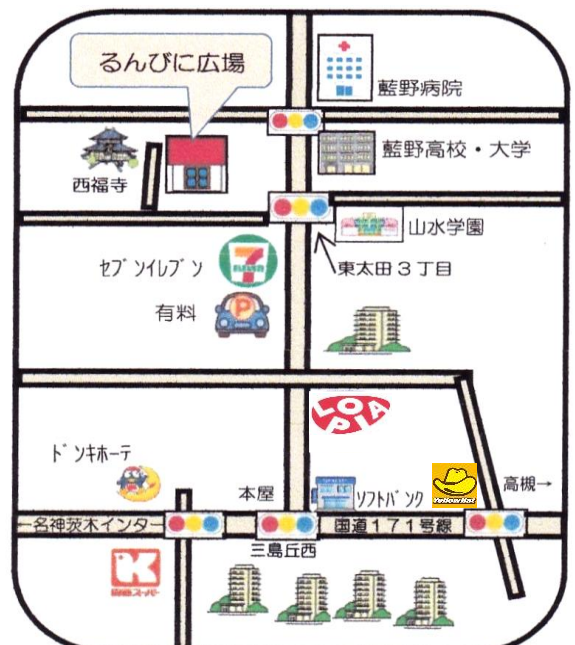 るんびに広場
藍野病院
藍野高校・大学
西福寺
山水学園
東太田3丁目
セブンイレブン
7
有料
P
LOPIA
ドンキホーテ
本屋
ソフトバンク
YellowHat
高槻→
←名神茨木インター
国道171号線
三島丘西
K